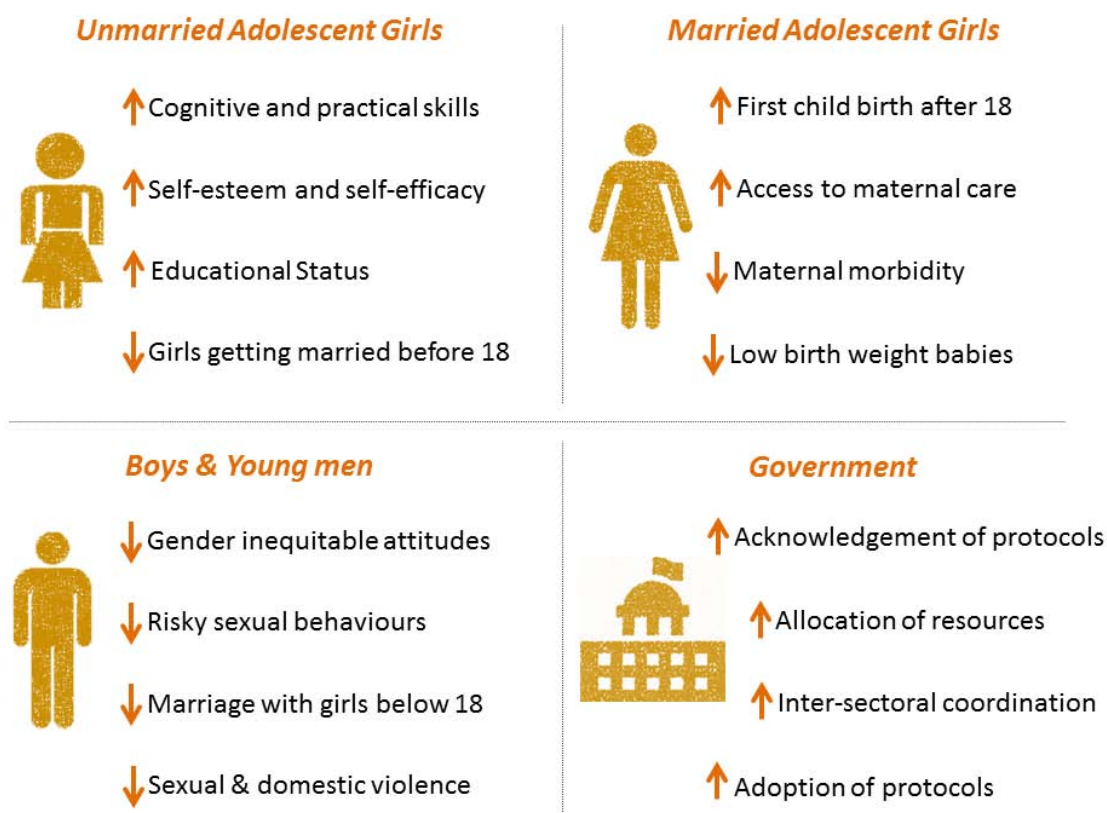 Unmarried Adolescent Girls
↑ Cognitive and practical skills
↑ Self-esteem and self-efficacy
↑ Educational Status
↓ Girls getting married before 18
Married Adolescent Girls
↑ First child birth after 18
↑ Access to maternal care
↓ Maternal morbidity
↓ Low birth weight babies
Boys & Young men
↓ Gender inequitable attitudes
↓ Risky sexual behaviours
↓ Marriage with girls below 18
↓ Sexual & domestic violence
Government
↑ Acknowledgement of protocols
↑ Allocation of resources
↑ Inter-sectoral coordination
↑ Adoption of protocols